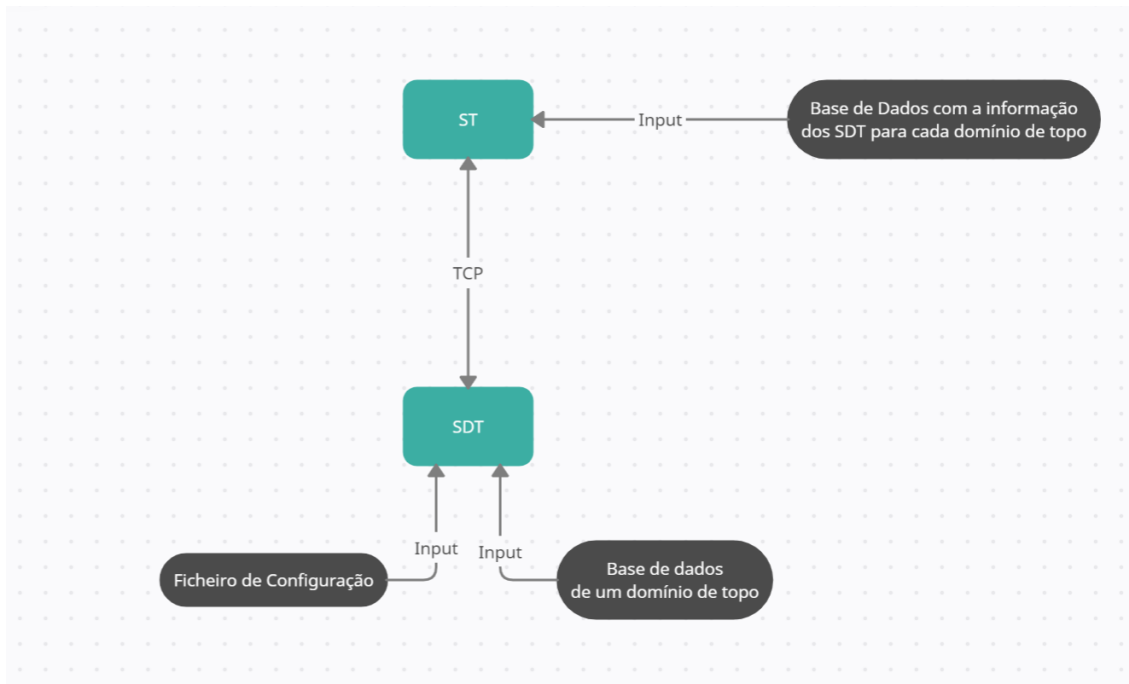 ST
Input
Base de Dados com a informação
dos SDT para cada domínio de topo
TCP
SDT
Input
Input
Ficheiro de Configuração
Base de dados
de um domínio de topo